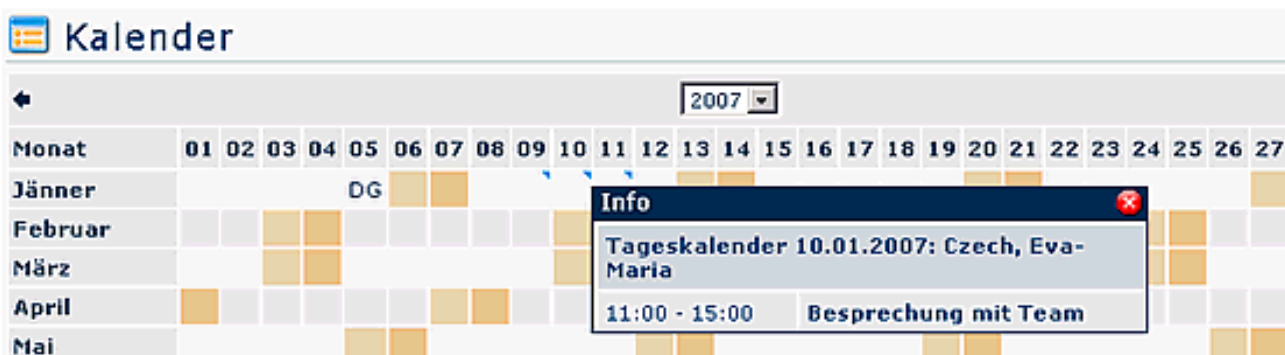 Kalender
2007
Monat 01 02 03 04 05 06 07 08 09 10 11 12 13 14 15 16 17 18 19 20 21 22 23 24 25 26 27
Jänner DG
Info
Februar
Tageskalender 10.01.2007: Czech, Eva-
Maria
März
April
11:00 - 15:00 Besprechung mit Team
Mai